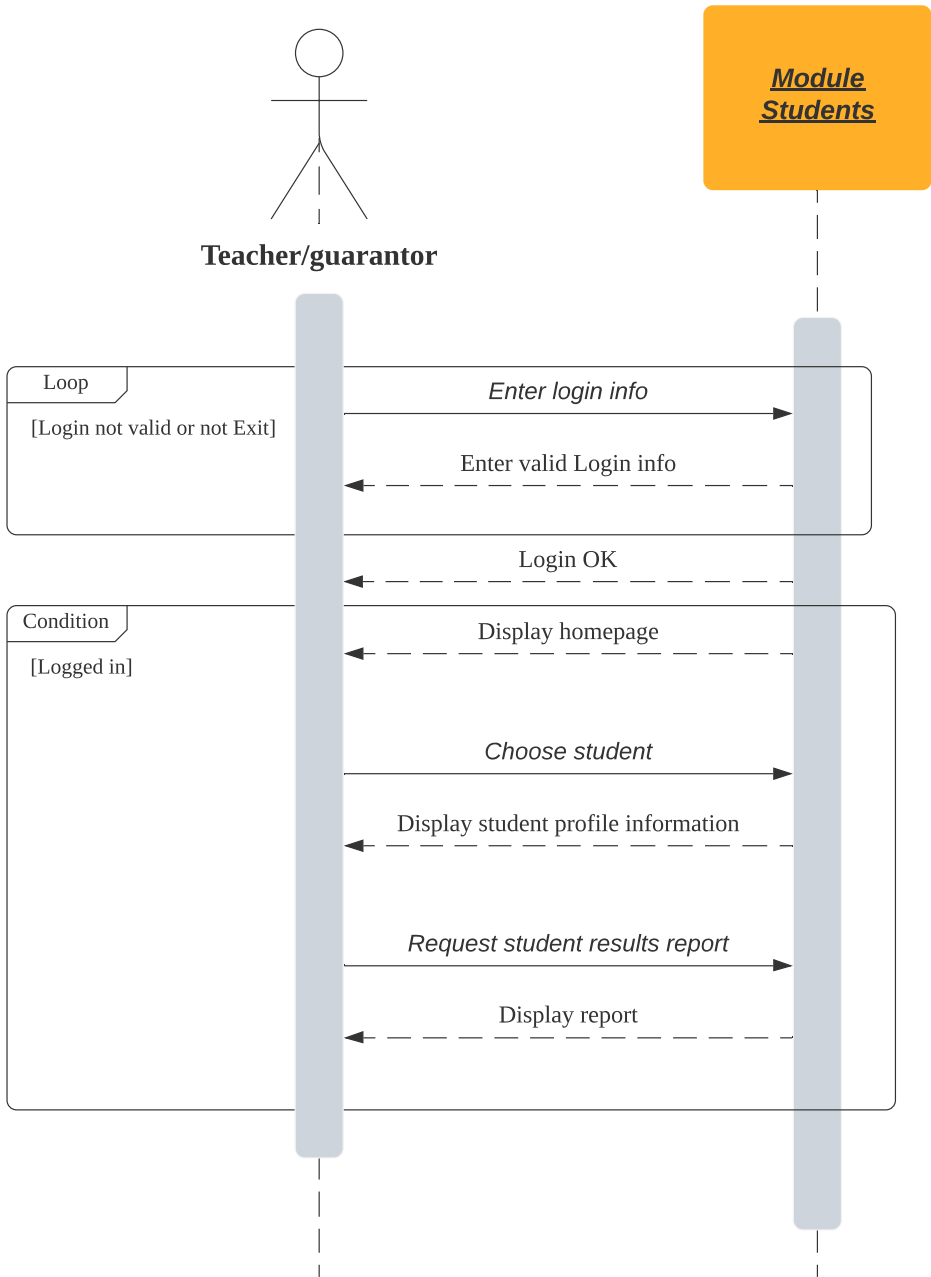 Module
Students
Teacher/guarantor
Loop
Enter login info
[Login not valid or not Exit]
Enter valid Login info
Login OK
Condition
Display homepage
[Logged in]
Choose student
Display student profile information
Request student results report
Display report